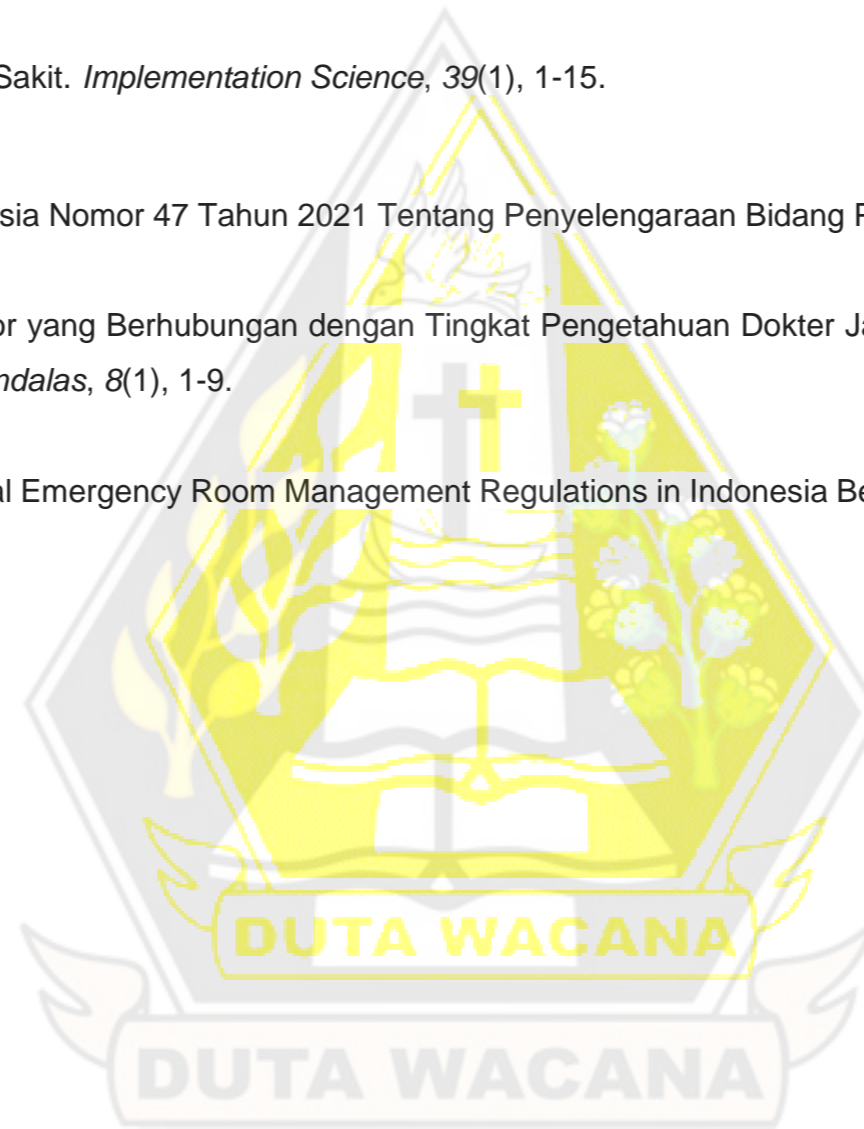 Sakit. Implementation Science, 39(1), 1-15.
sia Nomor 47 Tahun 2021 Tentang Penyelengaraan Bidang
or yang Berhubungan dengan Tingkat Pengetahuan Dokter
ndalas, 8(1), 1-9.
al Emergency Room Management Regulations in Indonesia
DUTA WACANA
DUTA WACANA